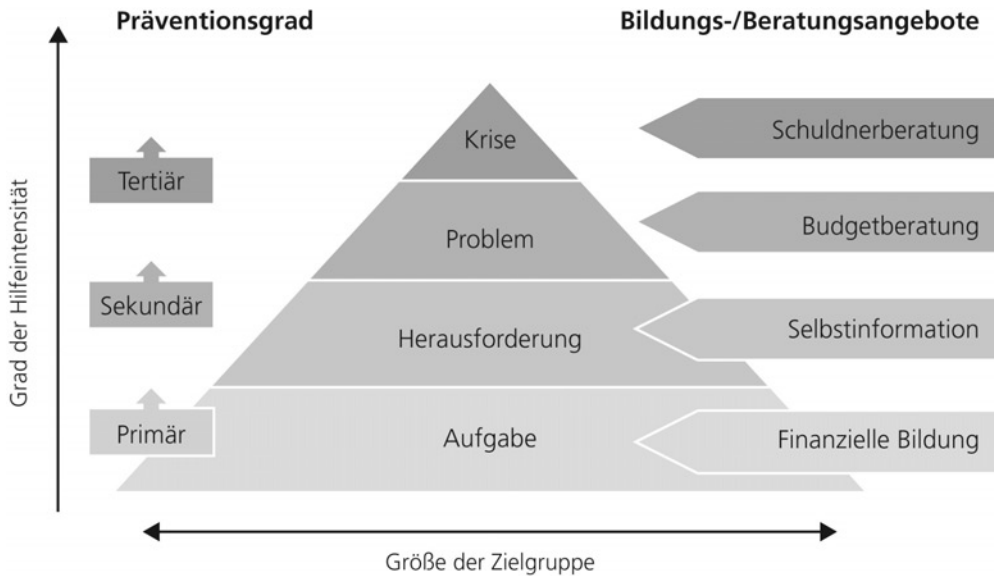 Präventionsgrad
Bildungs-/Beratungsangebote
Grad der Hilfeintensität
Krise
Schuldnerberatung
Tertiär
Problem
Budgetberatung
Sekundär
Herausforderung
Selbstinformation
Primär
Aufgabe
Finanzielle Bildung
Größe der Zielgruppe